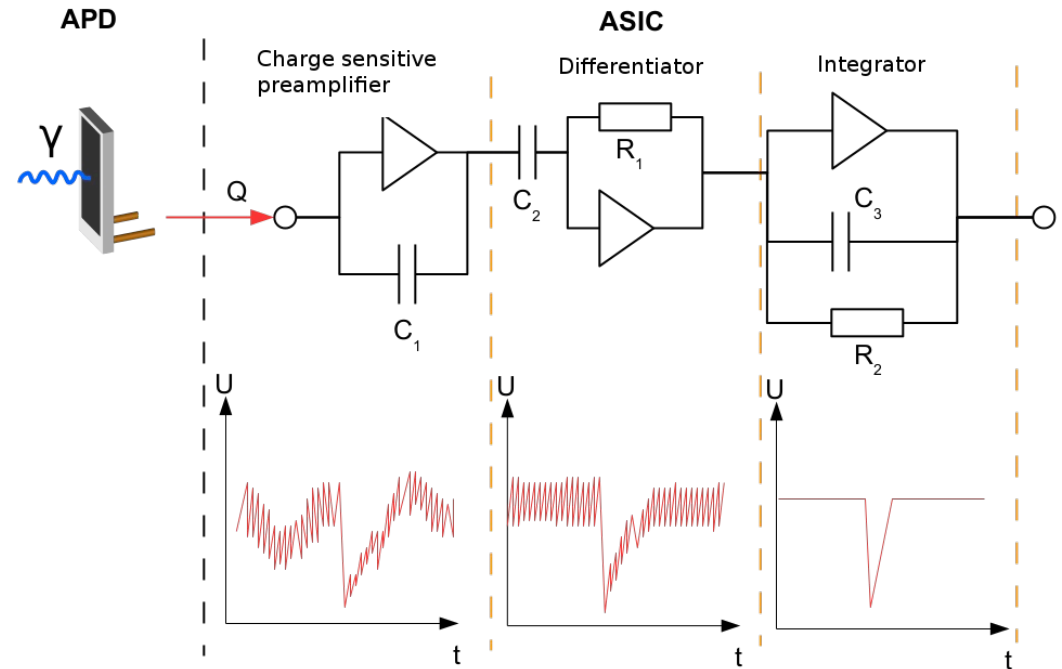 APD
ASIC
Charge sensitive
preamplifier
Differentiator
Integrator
γ
Q
C₁
C₂
R₁
C₃
R₂
U
t
U
t
U
t